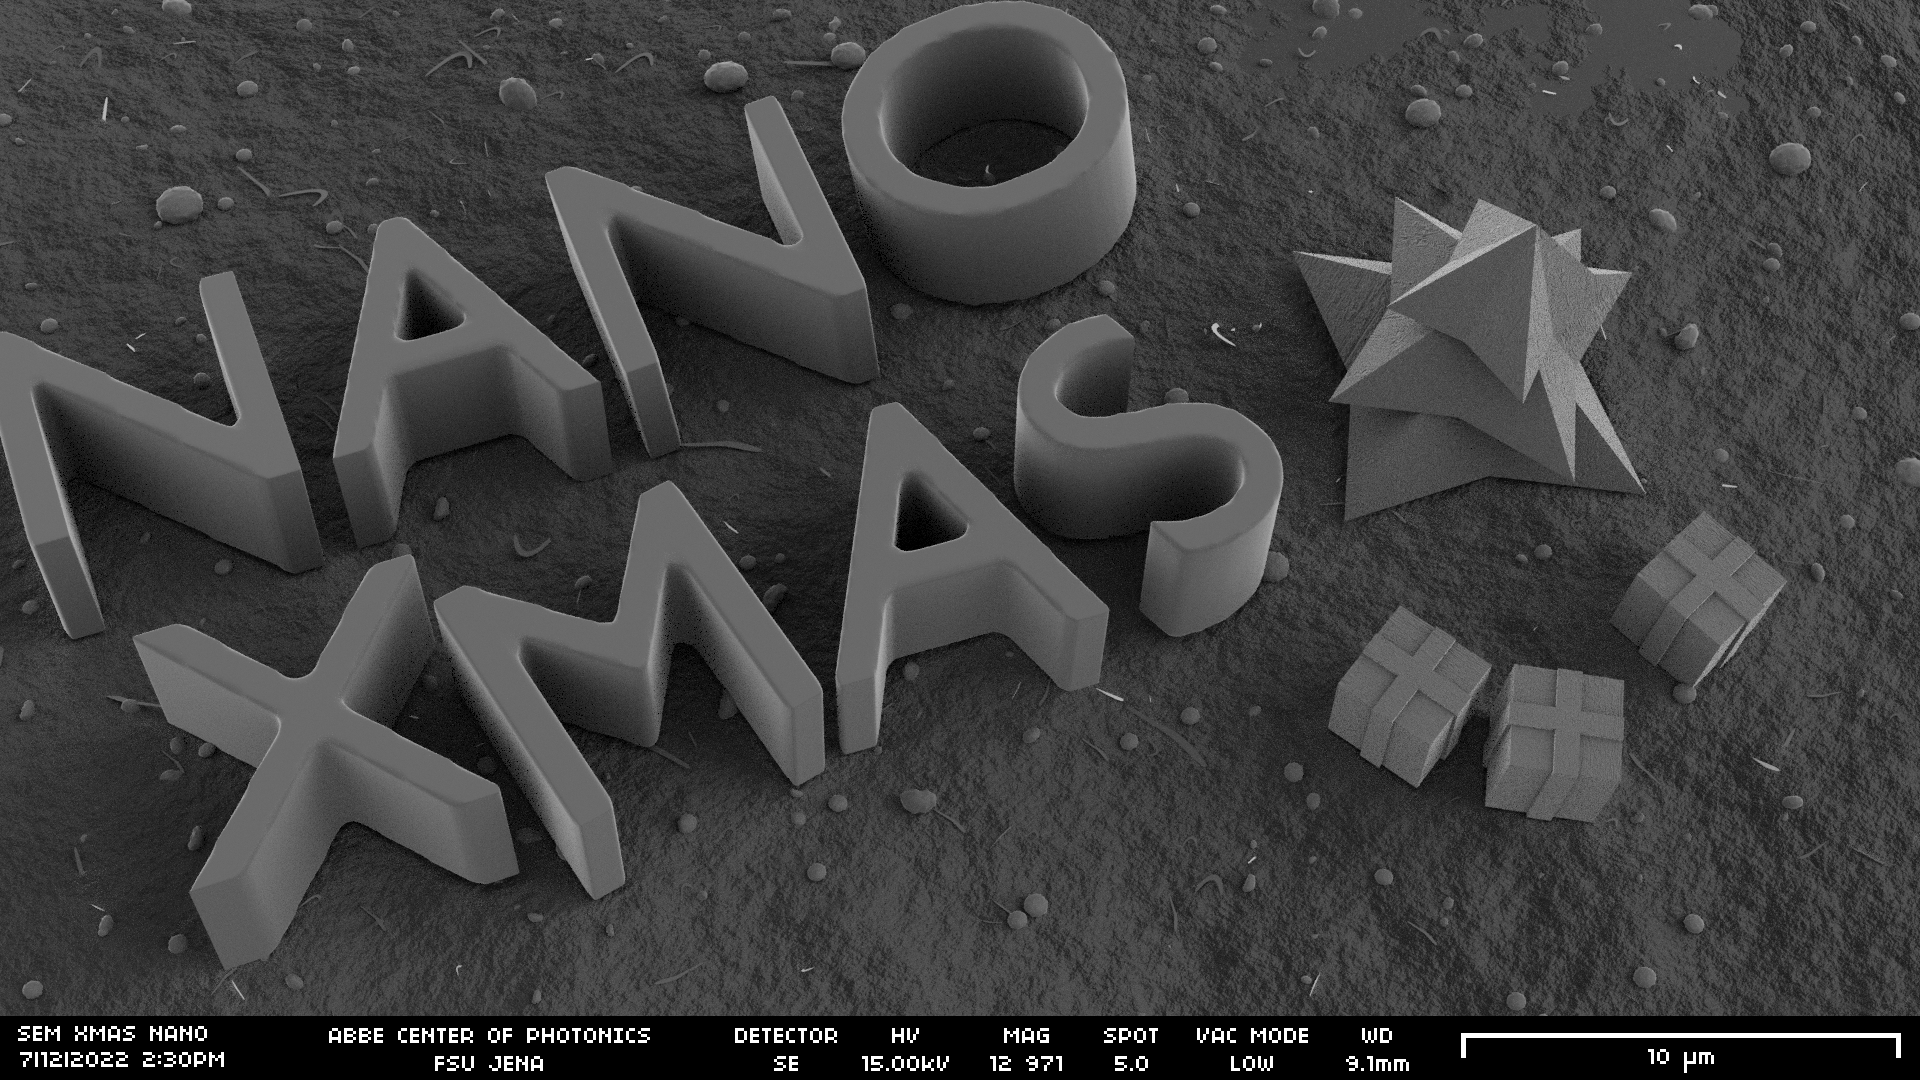 NANO
XMAS
SEM XMAS NANO
7|12|2022 2:30PM
ABBE CENTER OF PHOTONICS
FSU JENA
DETECTOR
SE
HV
15.00kV
MAG
12 971
SPOT
5.0
VAC MODE
LOW
WD
9.1mm
10 µm